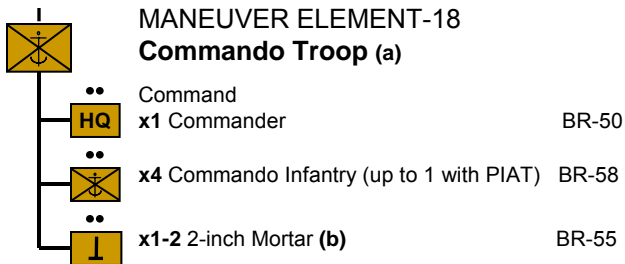 MANEUVER ELEMENT-18
Commando Troop (a)
Command
HQ x1 Commander BR-50
x4 Commando Infantry (up to 1 with PIAT) BR-58
x1-2 2-inch Mortar (b) BR-55